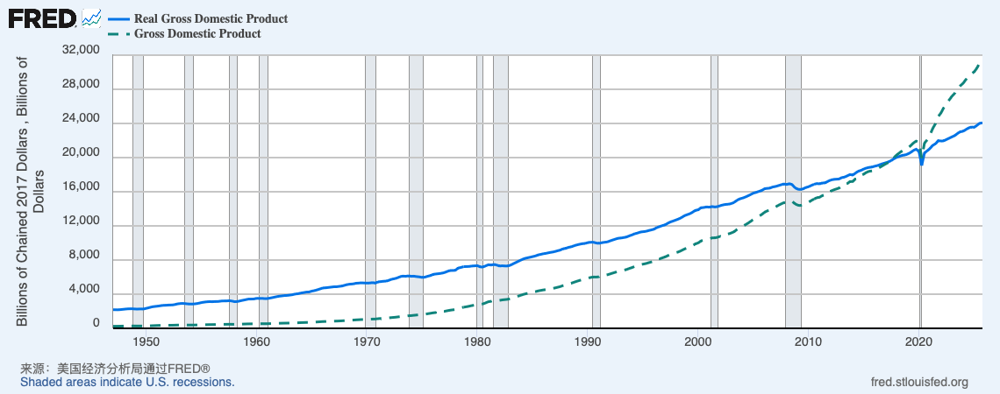 FRED
Real Gross Domestic Product
Gross Domestic Product
Billions of Chained 2017 Dollars , Billions of
Dollars
32,000
28,000
24,000
20,000
16,000
12,000
8,000
4,000
0
1950 1960 1970 1980 1990 2000 2010 2020
来源：美国经济分析局通过FRED®
Shaded areas indicate U.S. recessions.
fred.stlouisfed.org